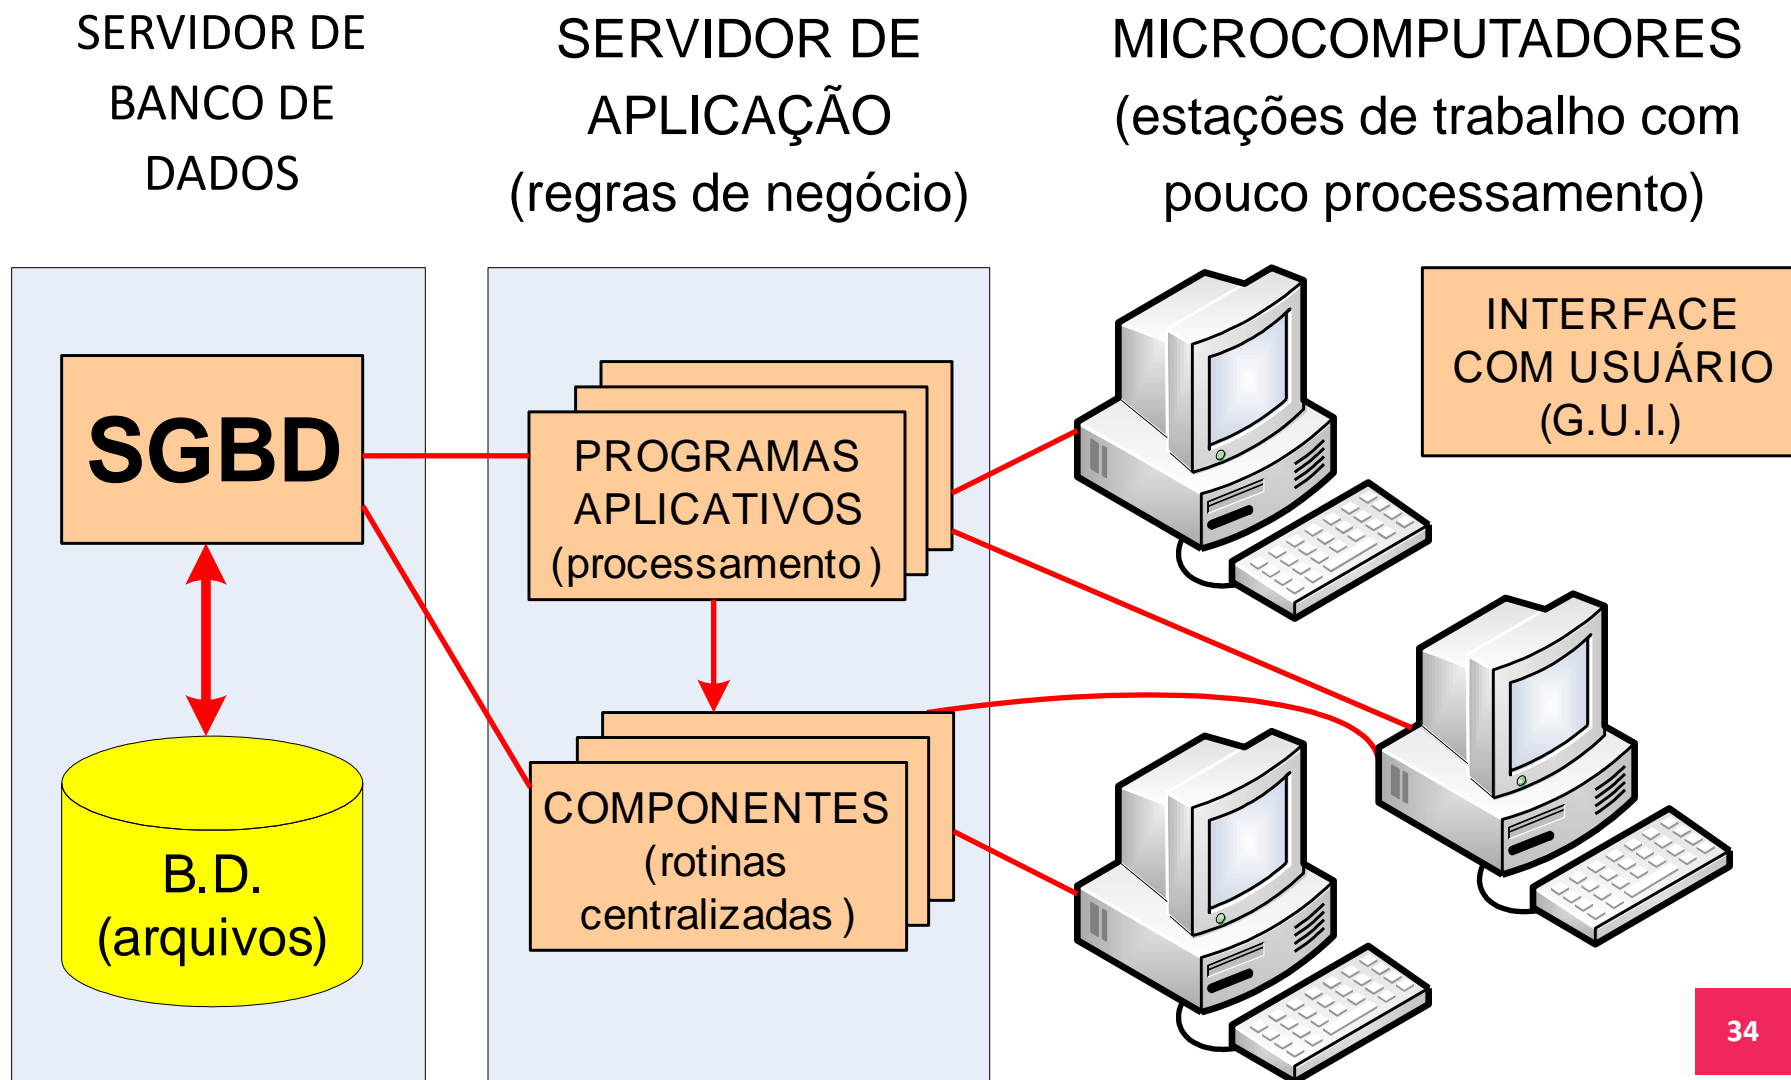 SERVIDOR DE
BANCO DE
DADOS
SERVIDOR DE
APLICAÇÃO
(regras de negócio)
MICROCOMPUTADORES
(estações de trabalho com
pouco processamento)
SGBD
B.D.
(arquivos)
PROGRAMAS
APLICATIVOS
(processamento )
COMPONENTES
(rotinas
centralizadas )
INTERFACE
COM USUÁRIO
(G.U.I.)
34